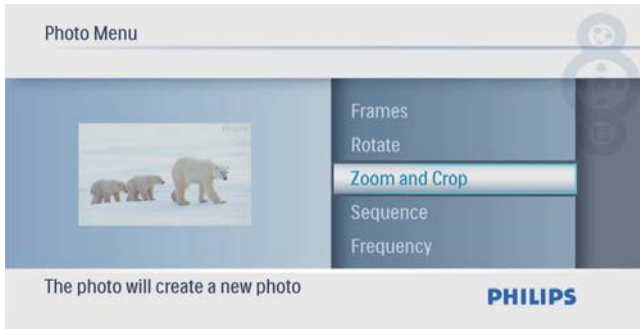 Photo Menu
Frames
Rotate
Zoom and Crop
Sequence
Frequency
The photo will create a new photo
PHILIPS